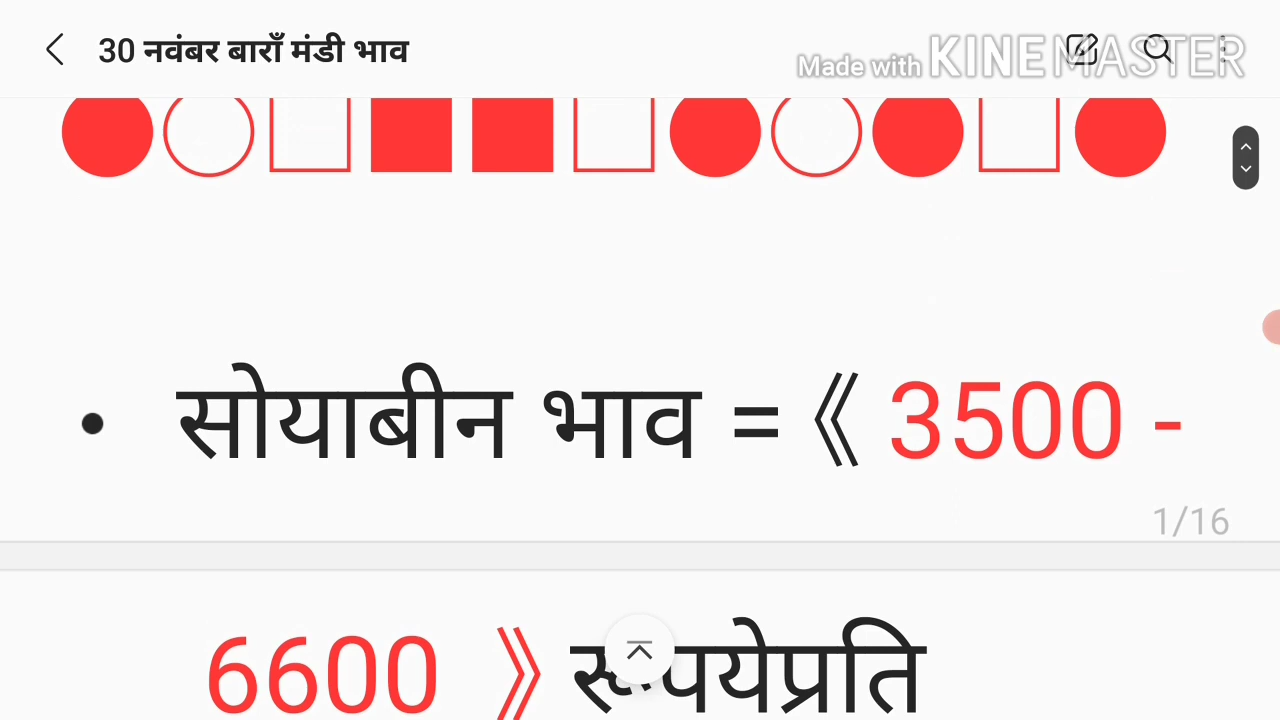 30 नवंबर बाराँ मंडी भाव
Made with KINEMASTER
• सोयाबीन भाव = 《 3500 -
1/16
6600 》 रूपयेप्रति